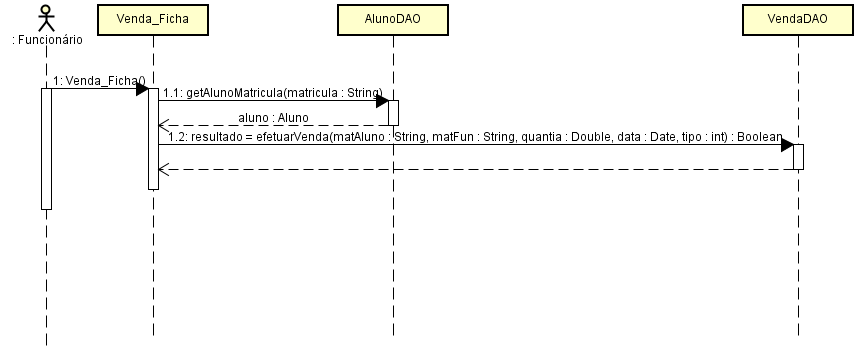 Venda_Ficha
AlunoDAO
VendaDAO
: Funcionário
1: Venda_Ficha()
1.1: getAlunoMatricula(matricula : String)
aluno : Aluno
1.2: resultado = efetuarVenda(matAluno : String, matFun : String, quantia : Double, data : Date, tipo : int) : Boolean